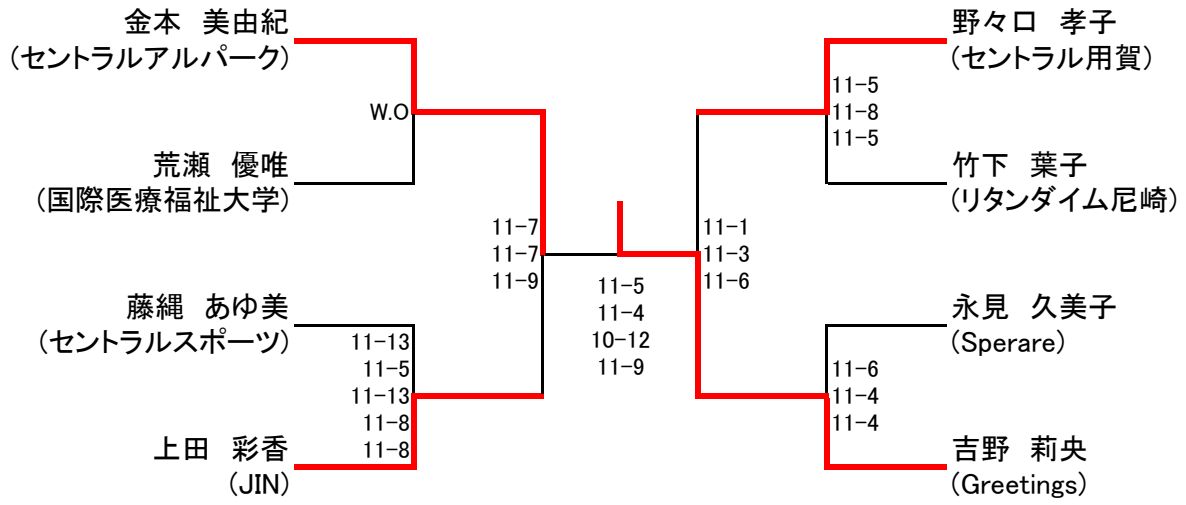 金本　美由紀
(セントラルアルパーク)
W.O
荒瀬　優唯
(国際医療福祉大学)
11-7
11-7
11-9
藤縄　あゆ美
(セントラルスポーツ)
11-13
11-5
11-13
11-8
11-8
上田　彩香
(JIN)
11-5
11-4
10-12
11-9
野々口　孝子
(セントラル用賀)
11-5
11-8
11-5
竹下　葉子
(リタンダイム尼崎)
11-1
11-3
11-6
永見　久美子
(Sperare)
11-6
11-4
11-4
吉野　莉央
(Greetings)